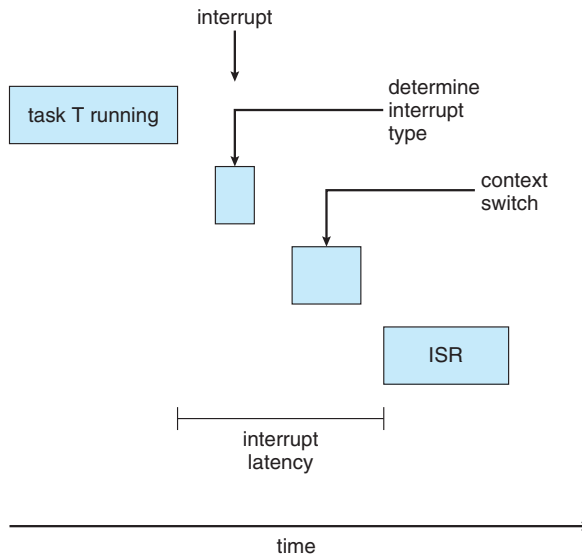 interrupt
task T running
determine
interrupt
type
context
switch
ISR
interrupt
latency
time